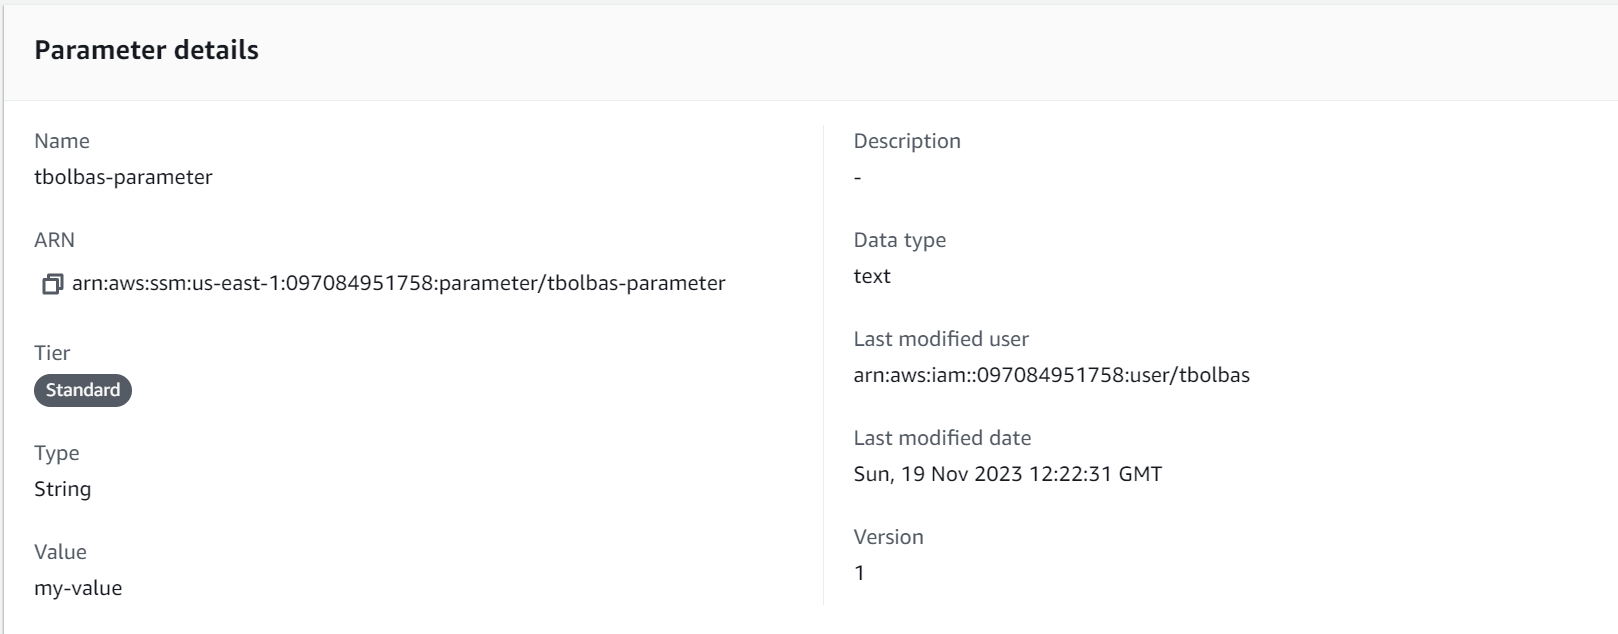 Parameter details
Name
tbolbas-parameter
ARN
arn:aws:ssm:us-east-1:097084951758:parameter/tbolbas-parameter
Tier
Standard
Type
String
Value
my-value
Description
-
Data type
text
Last modified user
arn:aws:iam::097084951758:user/tbolbas
Last modified date
Sun, 19 Nov 2023 12:22:31 GMT
Version
1